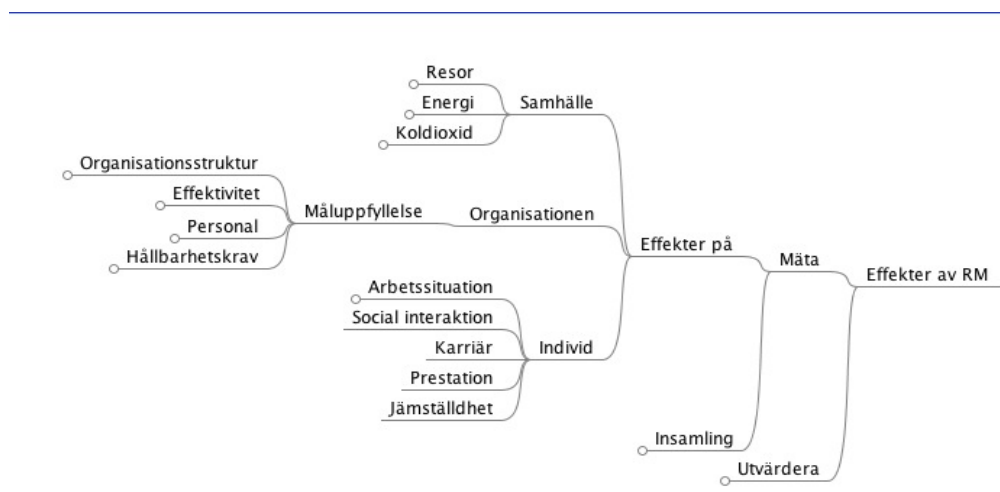 Resor
Energi
Samhälle
Koldioxid
Organisationsstruktur
Effektivitet
Måluppfyllelse
Organisationen
Personal
Effekter på
Hållbarhetskrav
Mäta
Effekter av RM
Arbetssituation
Social interaktion
Karriär
Individ
Prestation
Jämställdhet
Insamling
Utvärdera